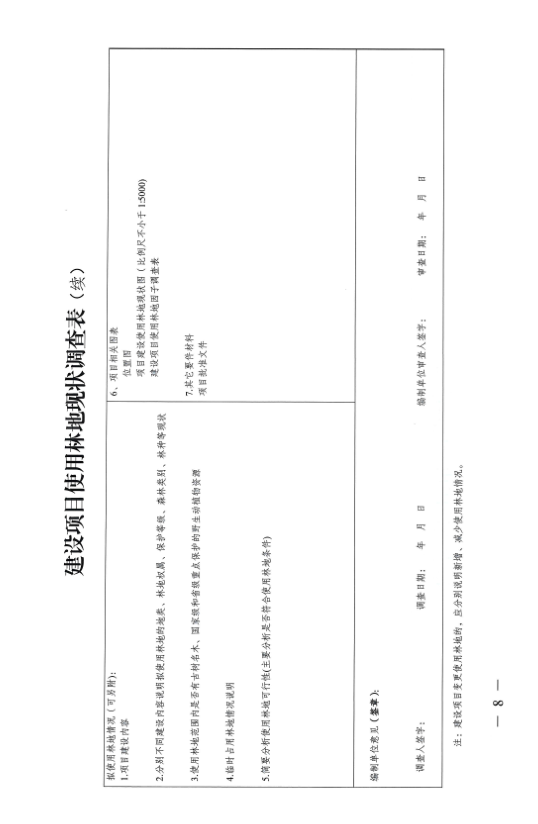 建设项目使用林地现状调查表（续）
拟使用林地情况（可另附）：
1.项目建设内容
2.分别不同建设内容说明拟使用林地的地类、林地权属、保护等级、森林类别、林种等现状
3.使用林地范围内是否有古树名木、国家级和省级重点保护的野生动植物资源
4.临时占用林地情况说明
5.简要分析使用林地可行性(主要分析是否符合使用林地条件)
6、项目相关图表
位置图
项目建设使用林地现状图（比例尺不小于 1:5000)
建设项目使用林地因子调查表
7.其它要件材料
项目批准文件
编制单位意见（签章）：
调查人签字： 调查日期： 年 月 日 编制单位审查人签字： 审查日期： 年 月 日
注：建设项目变更使用林地的，应分别说明新增、减少使用林地情况。
— 8 —